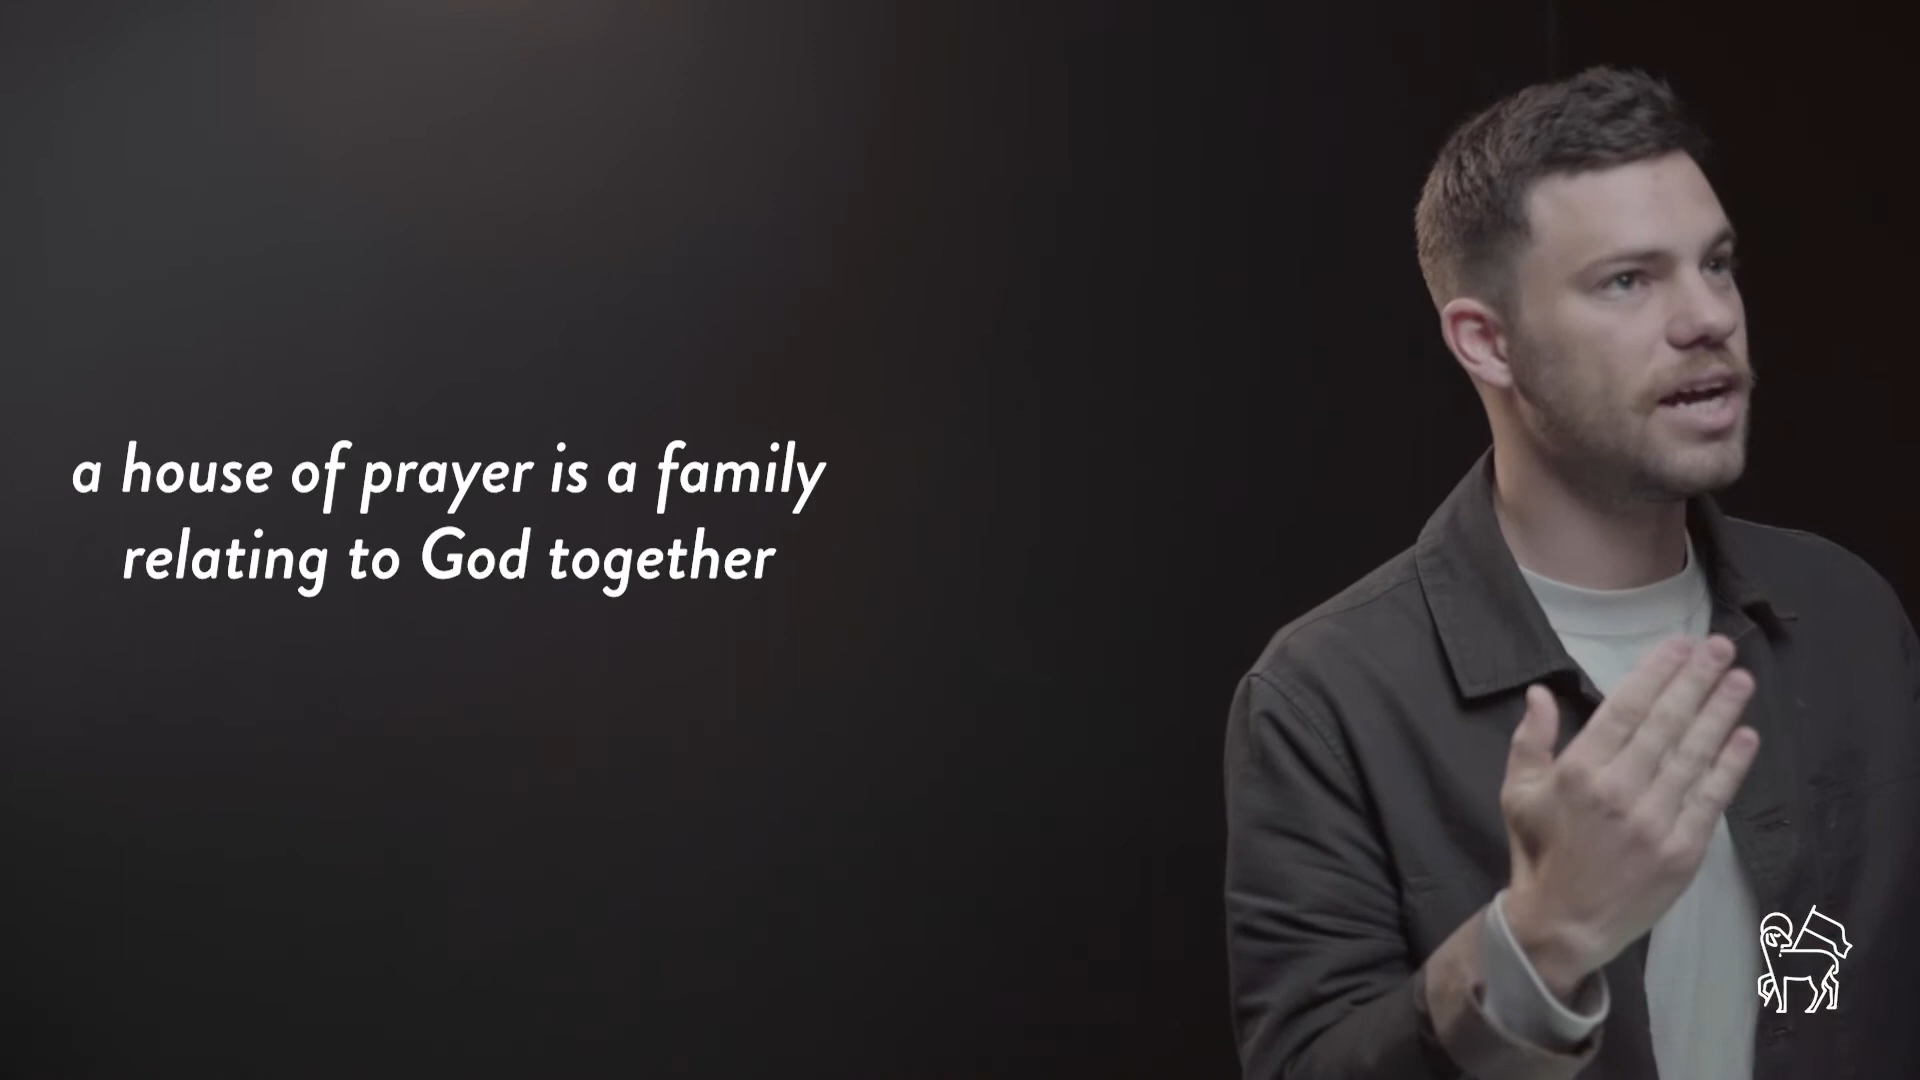 a house of prayer is a family
relating to God together